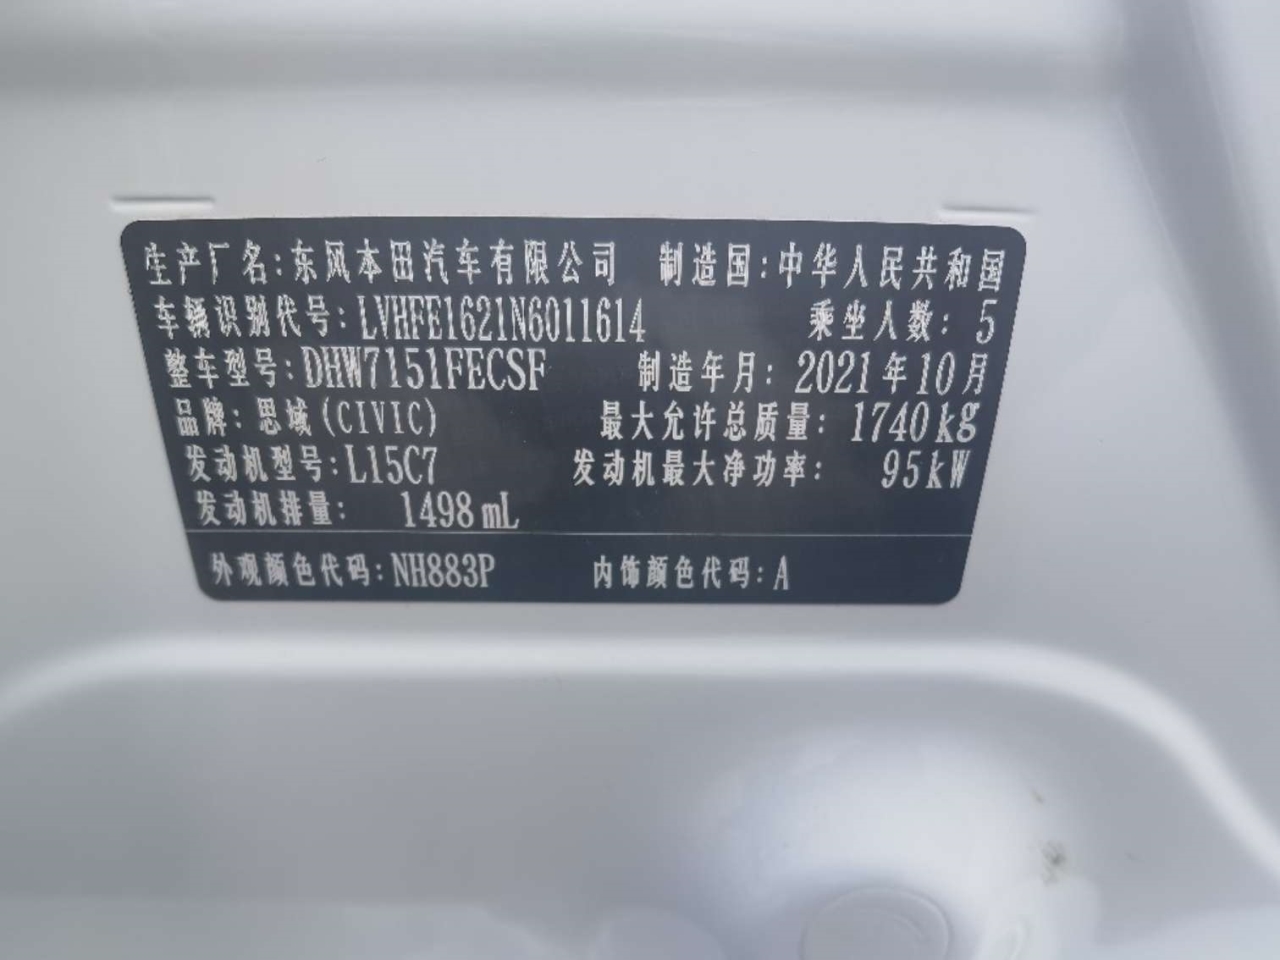 生产厂名:东风本田汽车有限公司 制造国:中华人民共和国
车辆识别代号:LVHFE1621N6011614 乘坐人数:5
整车型号:DHW7151FECSF 制造年月:2021年10月
品牌:思域(CIVIC) 最大允许总质量:1740kg
发动机型号:L15C7 发动机最大净功率:95kW
发动机排量:1498mL
外观颜色代码:NH883P 内饰颜色代码:A